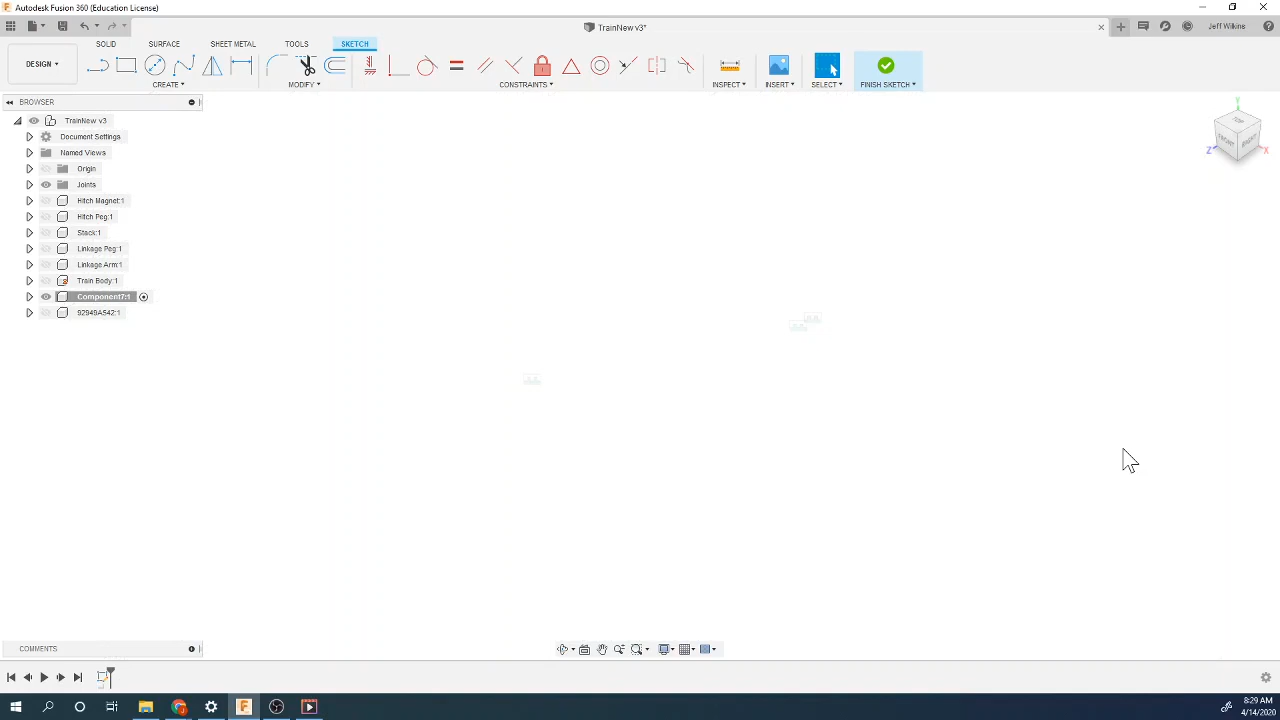 Autodesk Fusion 360 (Education License)
TrainNew v3*
Jeff Wilkins
DESIGN
SOLID
SURFACE
SHEET METAL
TOOLS
SKETCH
CREATE
MODIFY
CONSTRAINTS
INSPECT
INSERT
SELECT
FINISH SKETCH
BROWSER
TrainNew v3
Document Settings
Named Views
Origin
Joints
Hitch Magnet:1
Hitch Peg:1
Stack:1
Linkage Peg:1
Linkage Arm:1
Train Body:1
Component7:1
Y
TOP
FRONT
RIGHT
Z
X
COMMENTS
8:29 AM
4/14/2020